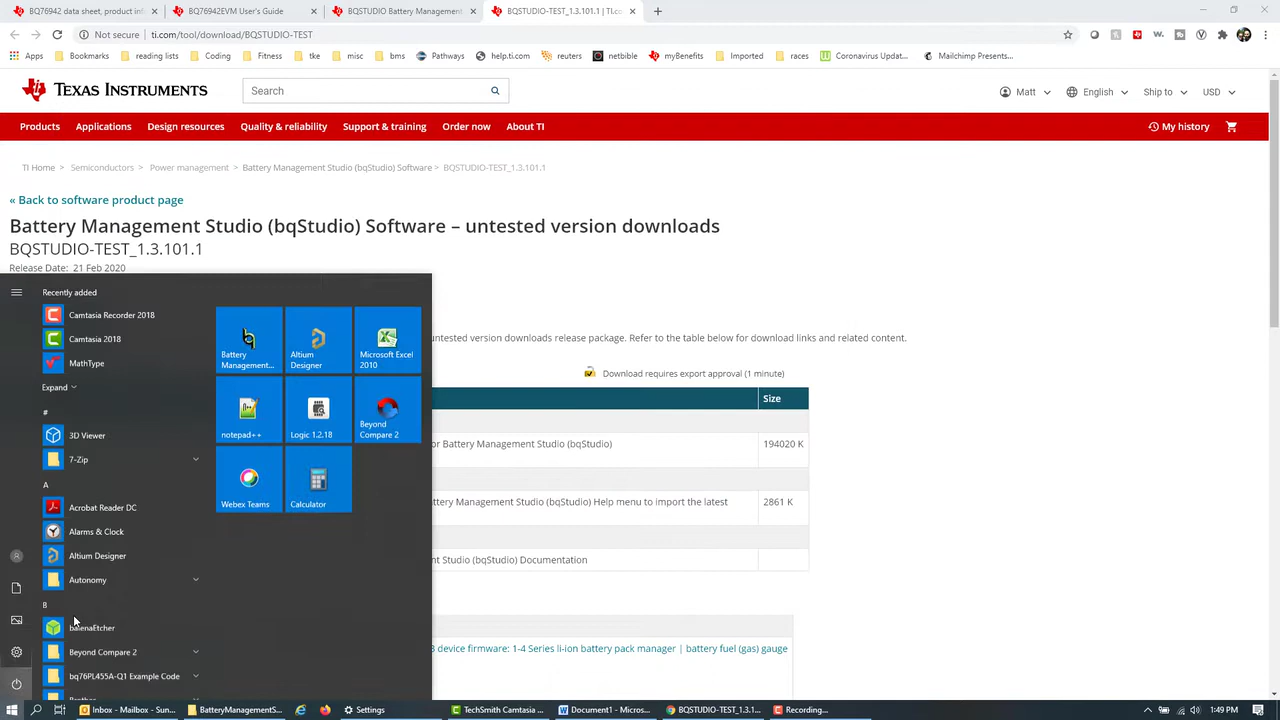 BQ76942 data sheet, product info
BQ76942EVM User's Guide
BQSTUDIO Battery Management
BQSTUDIO-TEST_1.3.101.1 | TI.co
Not secure | ti.com/tool/download/BQSTUDIO-TEST
Apps Bookmarks reading lists Coding Fitness tke misc bms Pathways help.ti.com reuters netbible myBenefits Imported races Coronavirus Updat... Mailchimp Presents...
TEXAS INSTRUMENTS
Search
Matt English Ship to USD
Products Applications Design resources Quality & reliability Support & training Order now About TI My history
TI Home > Semiconductors > Power management > Battery Management Studio (bqStudio) Software > BQSTUDIO-TEST_1.3.101.1
« Back to software product page
Battery Management Studio (bqStudio) Software – untested version downloads
BQSTUDIO-TEST_1.3.101.1
Release Date: 21 Feb 2020
untested version downloads release package. Refer to the table below for download links and related content.
Download requires export approval (1 minute)
Size
or Battery Management Studio (bqStudio) 194020 K
ttery Management Studio (bqStudio) Help menu to import the latest 2861 K
nt Studio (bqStudio) Documentation
device firmware: 1-4 Series li-ion battery pack manager | battery fuel (gas) gauge
Recently added
Camtasia Recorder 2018
Camtasia 2018
MathType
Expand
#
3D Viewer
7-Zip
A
Acrobat Reader DC
Alarms & Clock
Altium Designer
Autonomy
B
balenaEtcher
Beyond Compare 2
bq76PL455A-Q1 Example Code
Battery Management...
Altium Designer
Microsoft Excel 2010
notepad++
Logic 1.2.18
Beyond Compare 2
Webex Teams
Calculator
Inbox - Mailbox - Sun... BatteryManagementS... Settings TechSmith Camtasia ... Document1 - Micros... BQSTUDIO-TEST_1.3.1... Recording... 1:49 PM